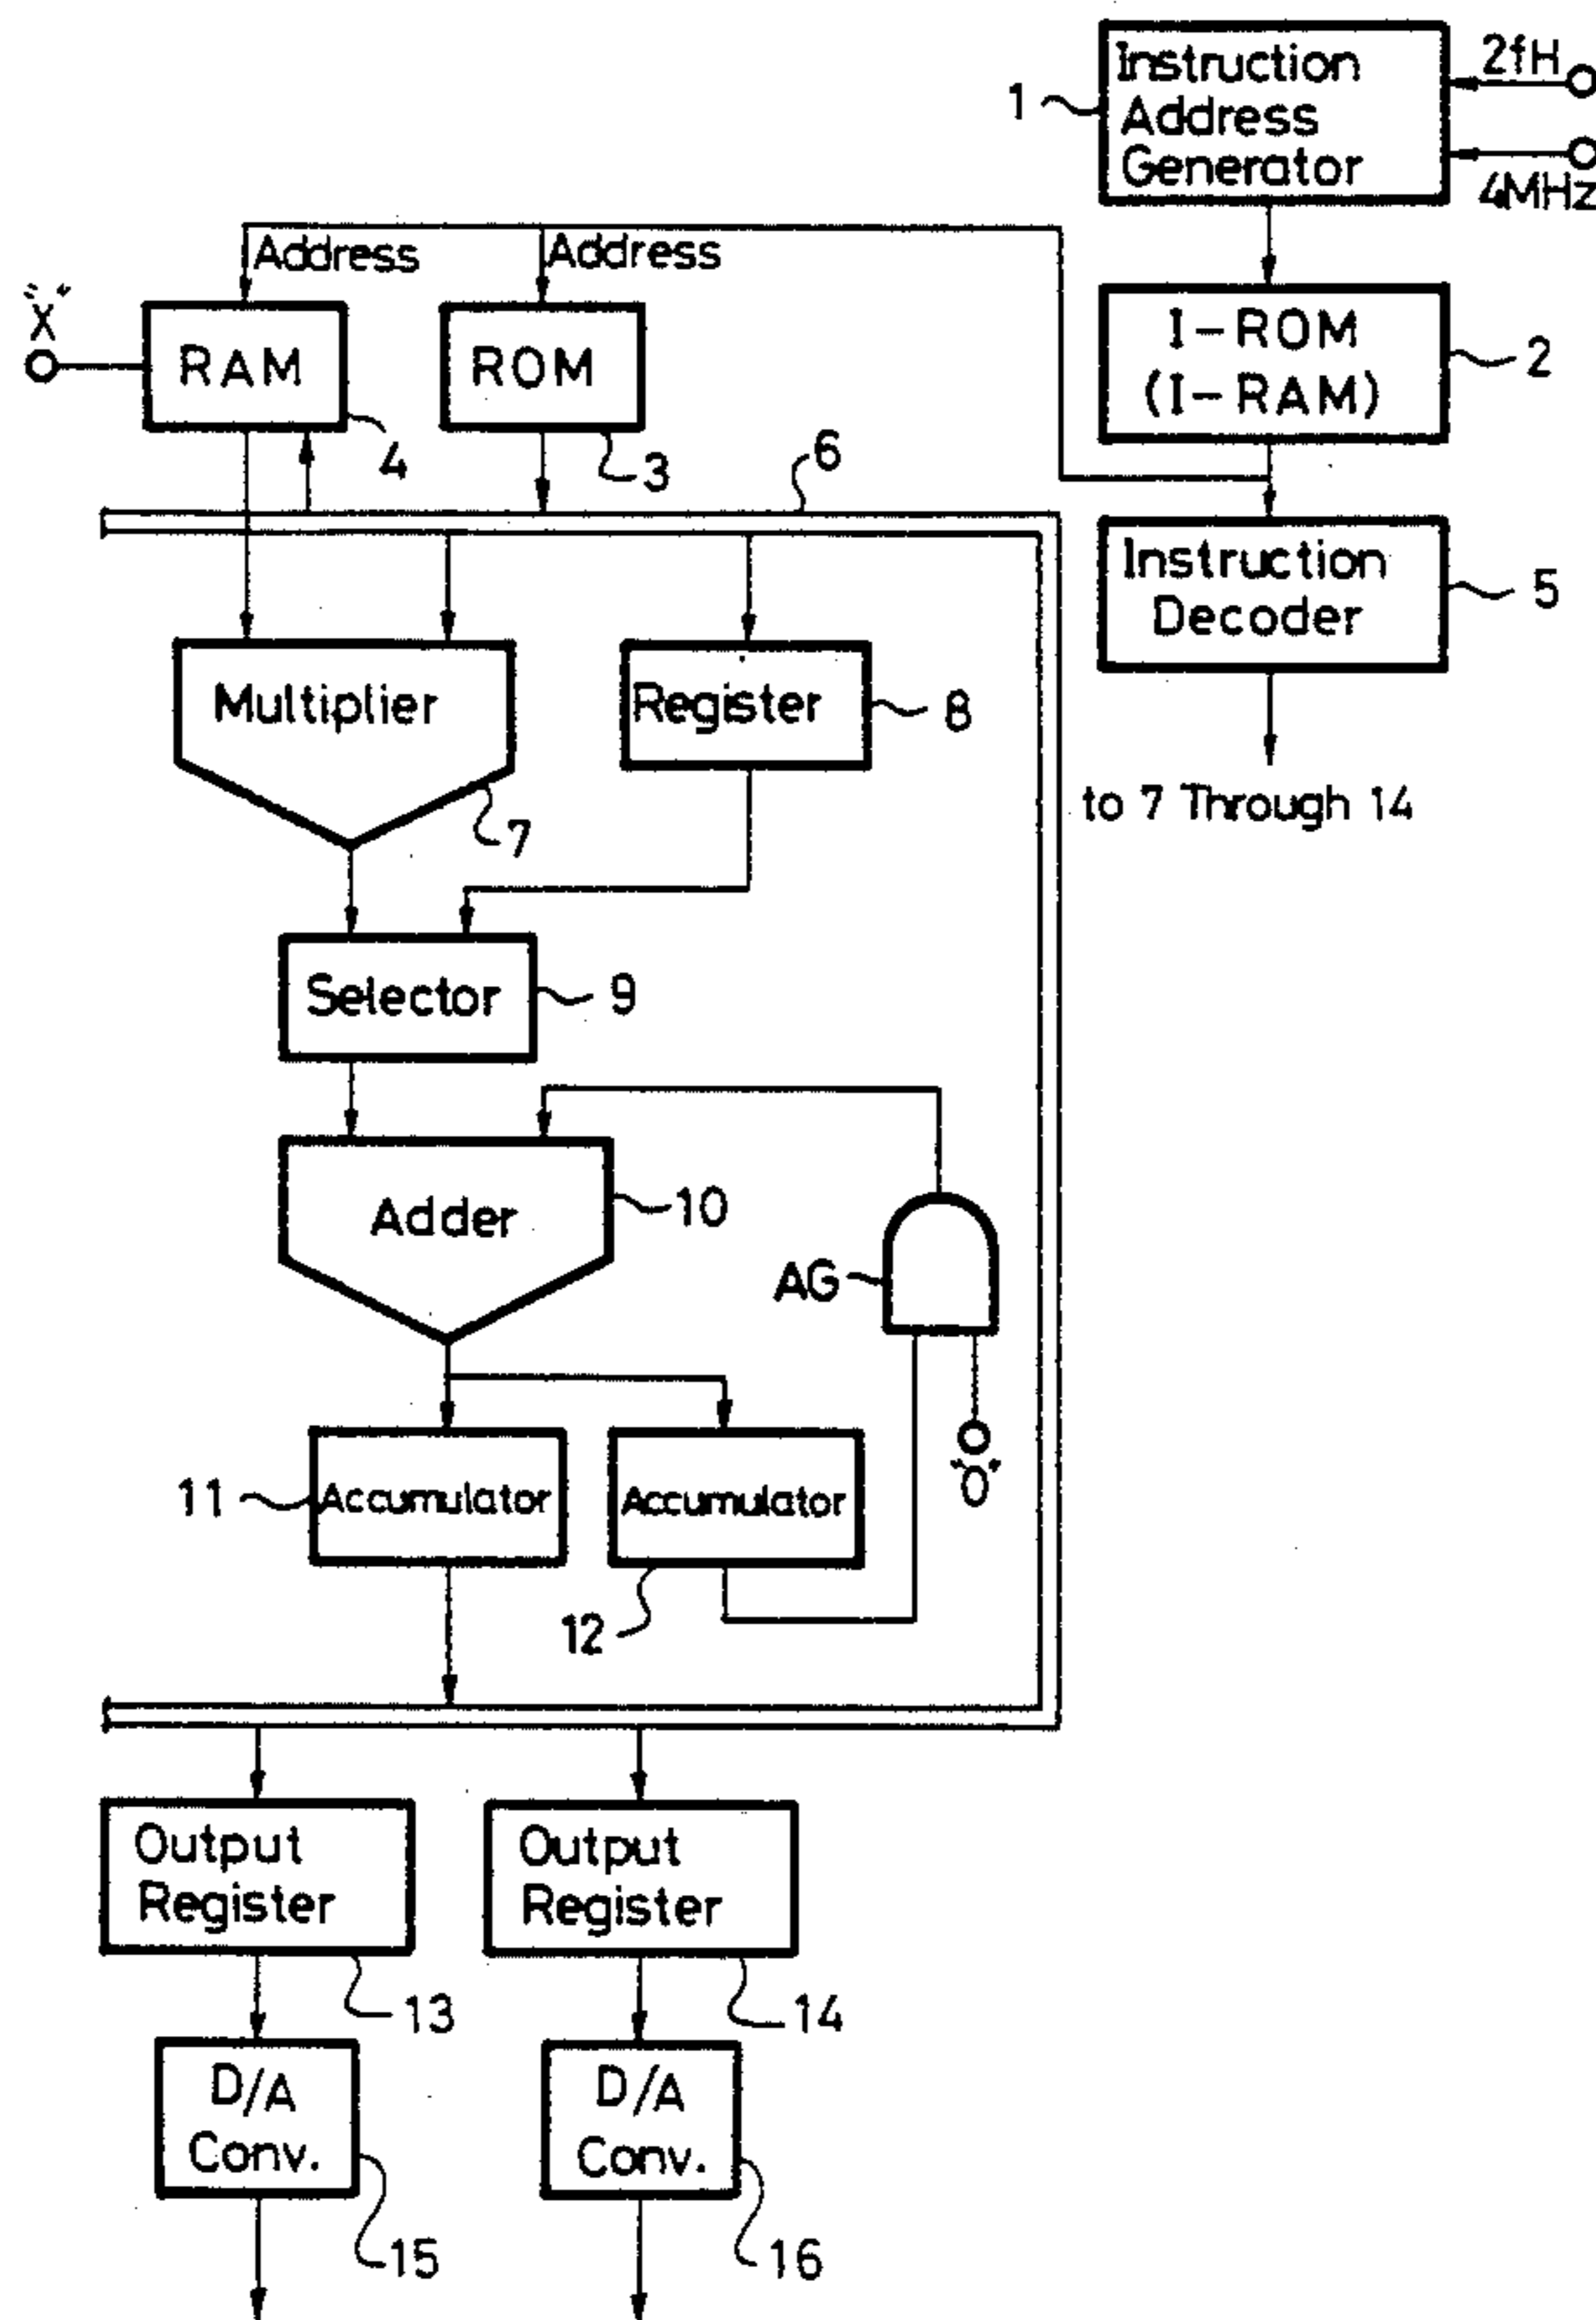 Instruction
Address
Generator
1
2fH
4MHz
Address
Address
"X"
RAM
ROM
I-ROM
(I-RAM)
2
4
3
6
Instruction
Decoder
5
Multiplier
Register
8
7
to 7 Through 14
Selector
9
Adder
10
AG
"0"
11
Accumulator
Accumulator
12
Output
Register
Output
Register
13
14
D/A
Conv.
D/A
Conv.
15
16